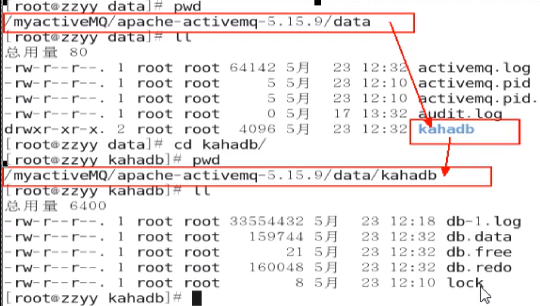 [root@zzyy data]# pwd
/myactiveMQ/apache-activemq-5.15.9/data
[root@zzyy data]# ll
总用量 80
-rw-r--r--. 1 root root 64142 5月 23 12:32 activemq.log
-rw-r--r--. 1 root root 5 5月 23 12:10 activemq.pid
-rw-r--r--. 1 root root 5 5月 23 12:10 activemq.pid.
-rw-r--r--. 1 root root 0 5月 17 13:32 audit.log
drwxr-xr-x. 2 root root 4096 5月 23 12:32 kahadb
[root@zzyy data]# cd kahadb/
[root@zzyy kahadb]# pwd
/myactiveMQ/apache-activemq-5.15.9/data/kahadb
[root@zzyy kahadb]# ll
总用量 6400
-rw-r--r--. 1 root root 33554432 5月 23 12:18 db-1.log
-rw-r--r--. 1 root root 159744 5月 23 12:32 db.data
-rw-r--r--. 1 root root 21 5月 23 12:32 db.free
-rw-r--r--. 1 root root 160048 5月 23 12:32 db.redo
-rw-r--r--. 1 root root 8 5月 23 12:10 lock
[root@zzyy kahadb]#